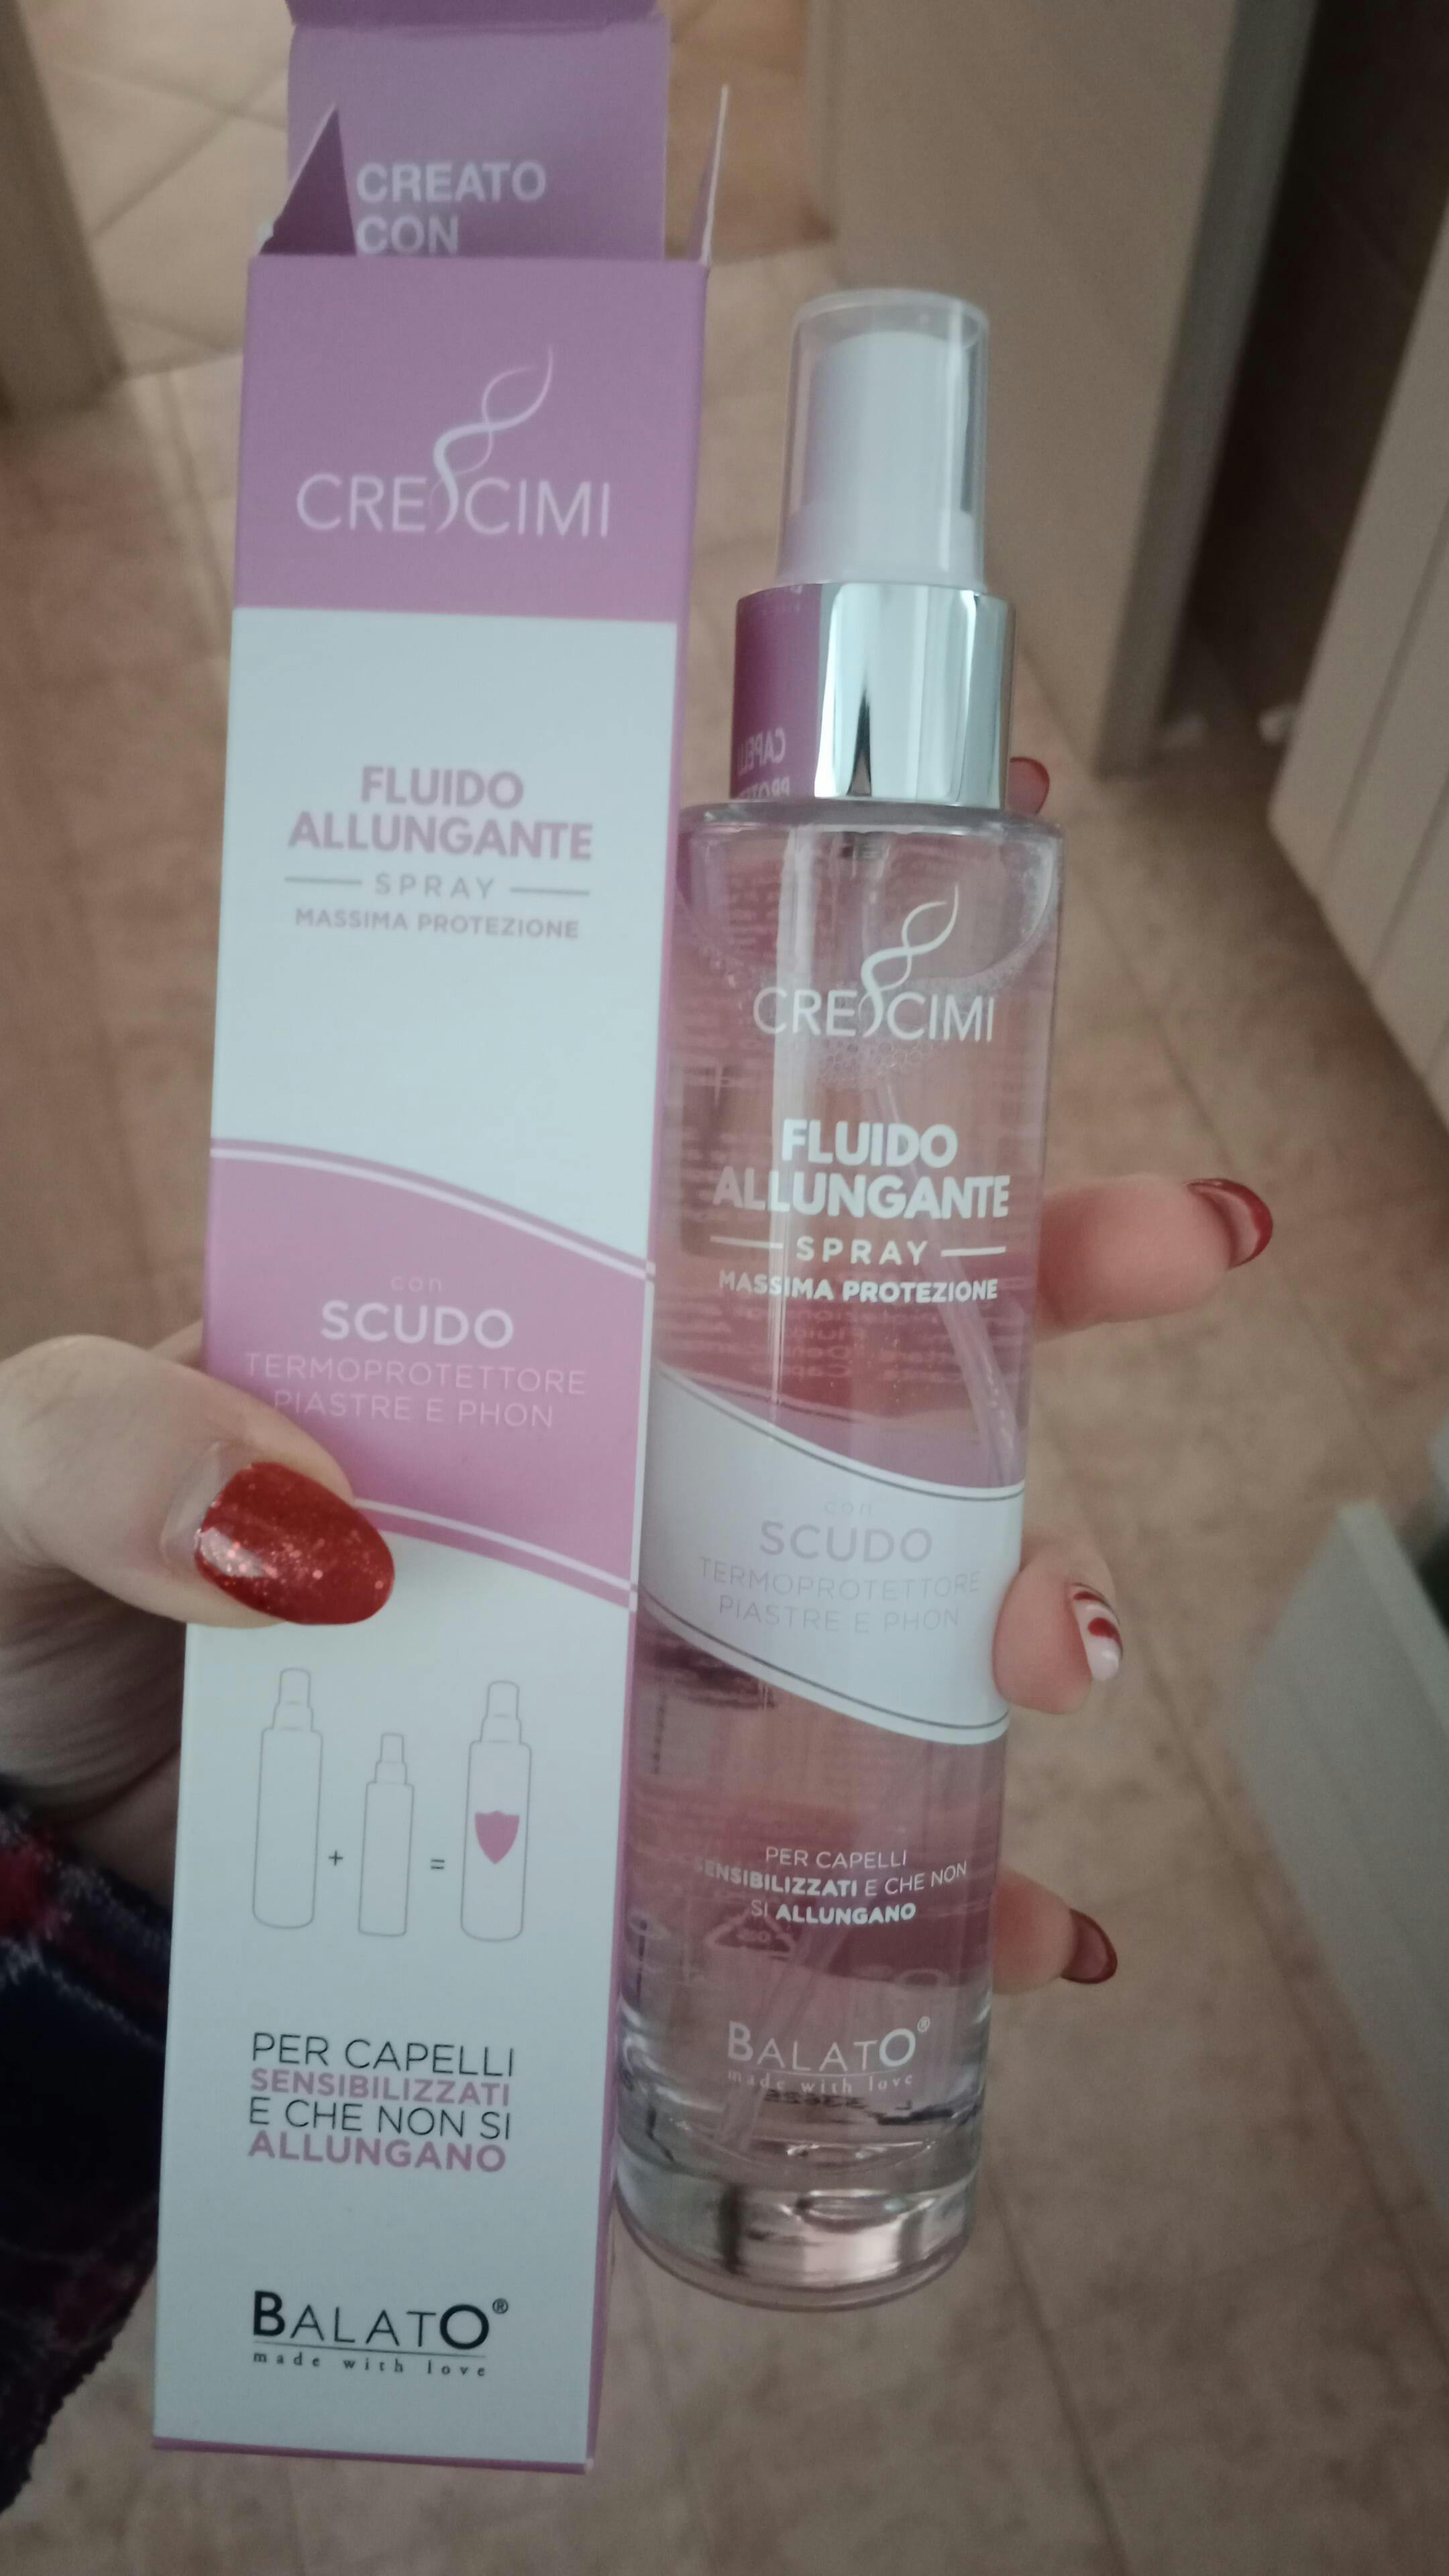 CREATO
CON
CRESCIMI
FLUIDO
ALLUNGANTE
SPRAY
MASSIMA PROTEZIONE
con
SCUDO
TERMOPROTETTORE
PIASTRE E PHON
+
=
PER CAPELLI
SENSIBILIZZATI
E CHE NON SI
ALLUNGANO
BALATO®
made with love
CRESCIMI
FLUIDO
ALLUNGANTE
SPRAY
MASSIMA PROTEZIONE
con
SCUDO
TERMOPROTETTORE
PIASTRE E PHON
PER CAPELLI
SENSIBILIZZATI E CHE NON
SI ALLUNGANO
BALATO®
made with love